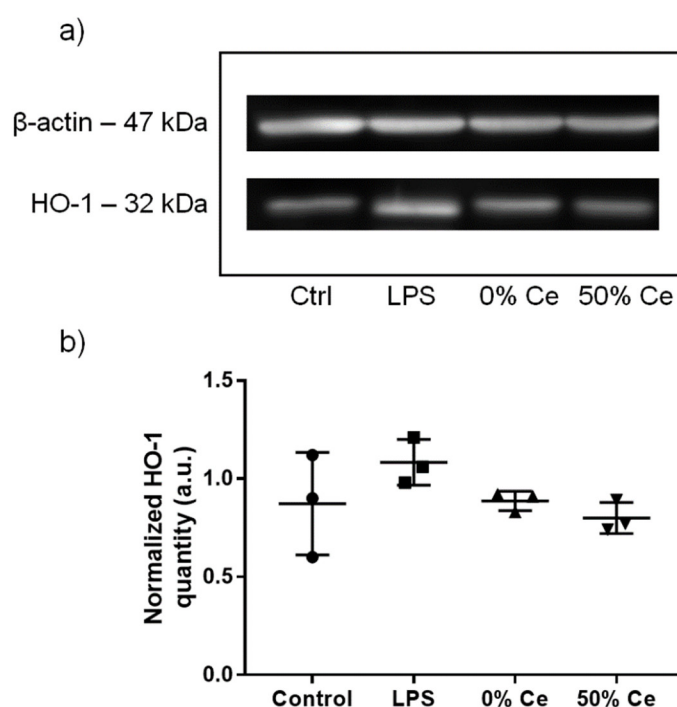 a)
β-actin – 47 kDa
HO-1 – 32 kDa
Ctrl LPS 0% Ce 50% Ce
b)
Normalized HO-1
quantity (a.u.)
1.5
1.0
0.5
0.0
Control LPS 0% Ce 50% Ce